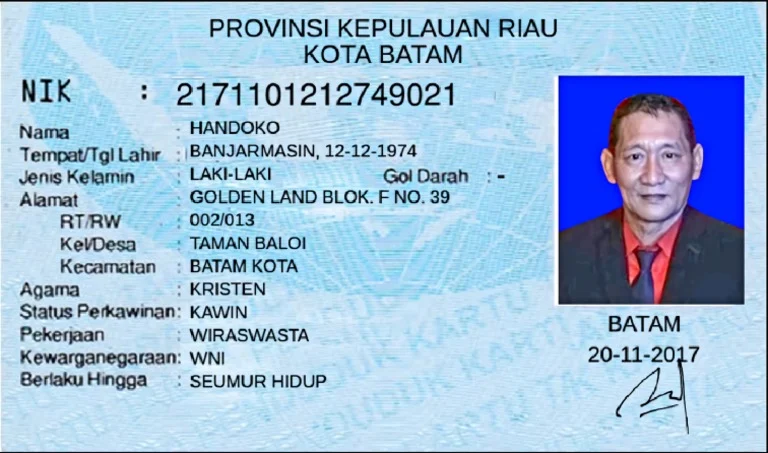 PROVINSI KEPULAUAN RIAU
KOTA BATAM
NIK : 2171101212749021
Nama : HANDOKO
Tempat/Tgl Lahir : BANJARMASIN, 12-12-1974
Jenis Kelamin : LAKI-LAKI Gol Darah : -
Alamat : GOLDEN LAND BLOK. F NO. 39
RT/RW : 002/013
Kel/Desa : TAMAN BALOI
Kecamatan : BATAM KOTA
Agama : KRISTEN
Status Perkawinan: KAWIN
Pekerjaan : WIRASWASTA
Kewarganegaraan: WNI
Berlaku Hingga : SEUMUR HIDUP
BATAM
20-11-2017